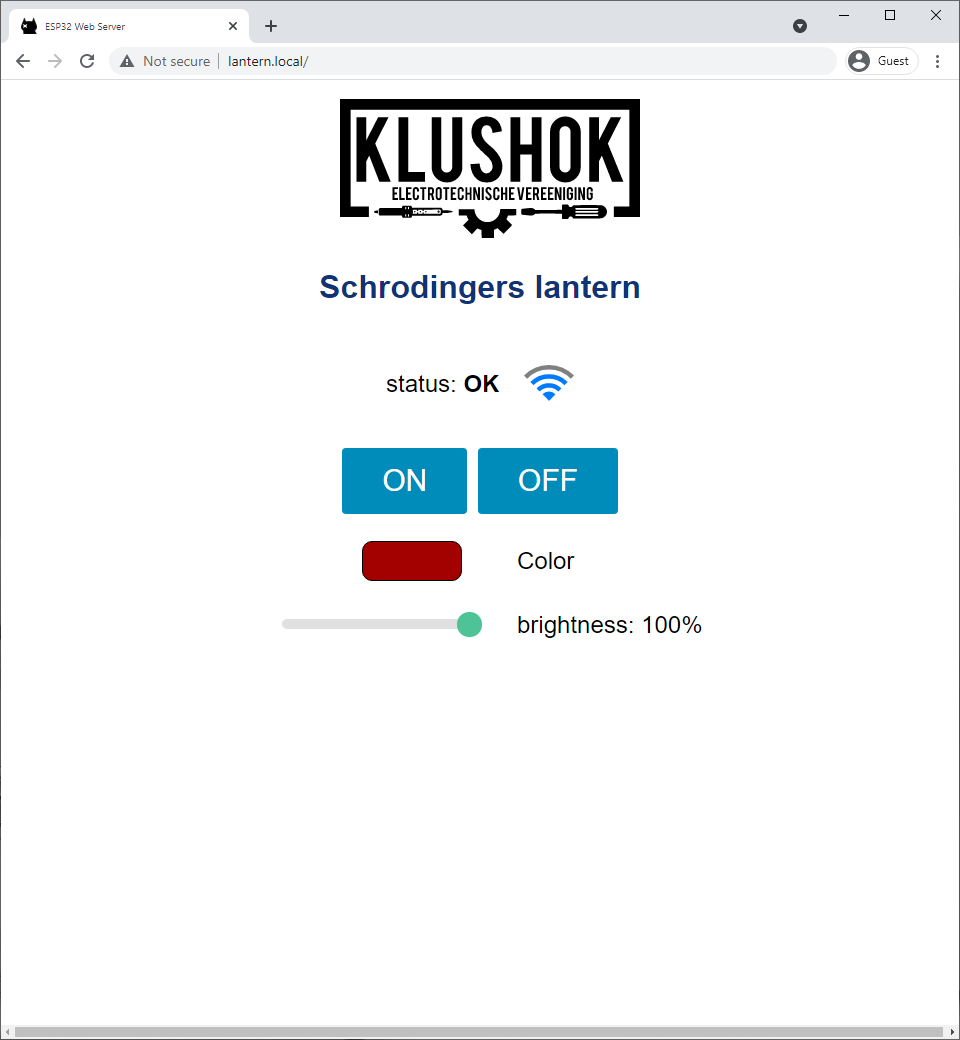 ESP32 Web Server
Not secure
lantern.local/
Guest
KLUSHOK
ELECTROTECHNISCHE VEREENIGING
Schrodingers lantern
status: OK
ON
OFF
Color
brightness: 100%